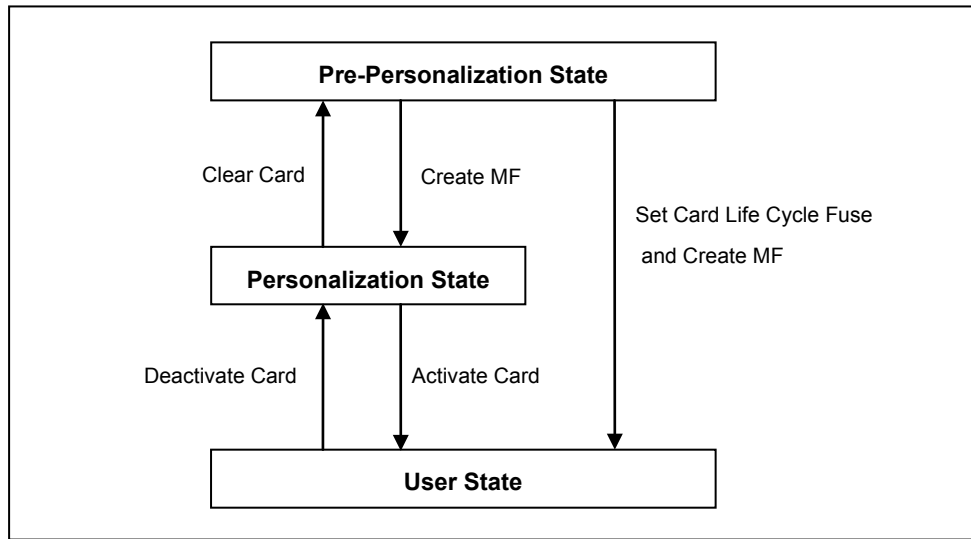 Pre-Personalization State
Clear Card
Create MF
Set Card Life Cycle Fuse
and Create MF
Personalization State
Deactivate Card
Activate Card
User State